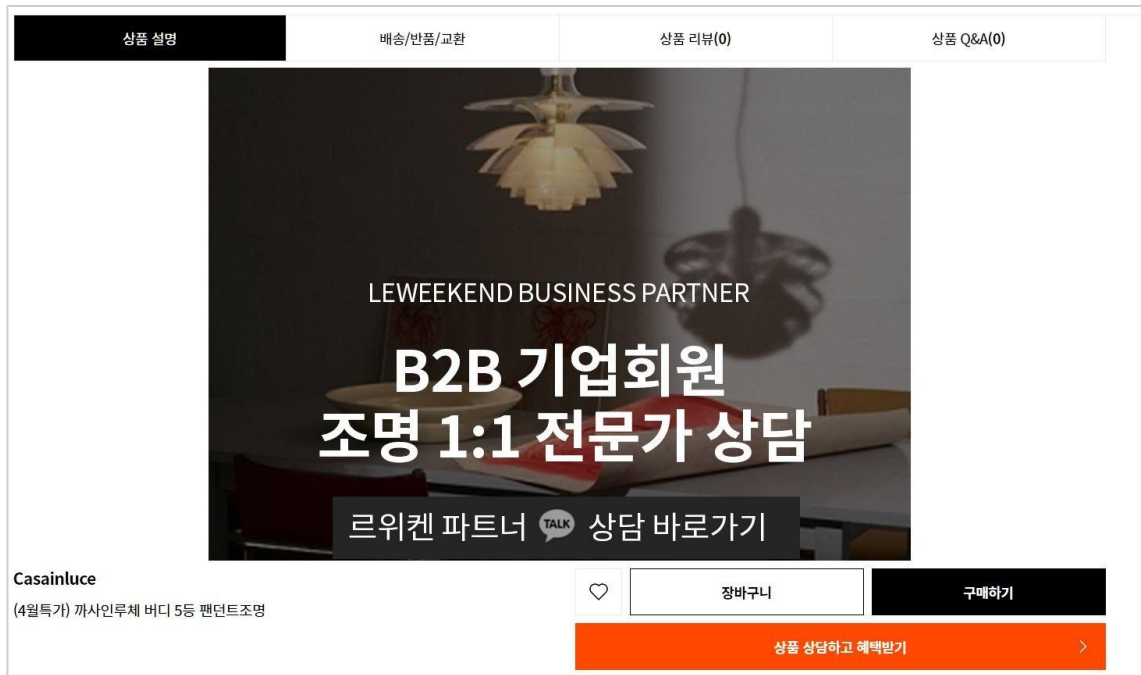 상품 설명
배송/반품/교환
상품 리뷰(0)
상품 Q&A(0)
LEWEEKEND BUSINESS PARTNER
B2B 기업회원
조명 1:1 전문가 상담
르위켄 파트너 TALK 상담 바로가기
Casainluce
(4월특가) 까사인루체 버디 5등 팬던트조명
장바구니
구매하기
상품 상담하고 혜택받기